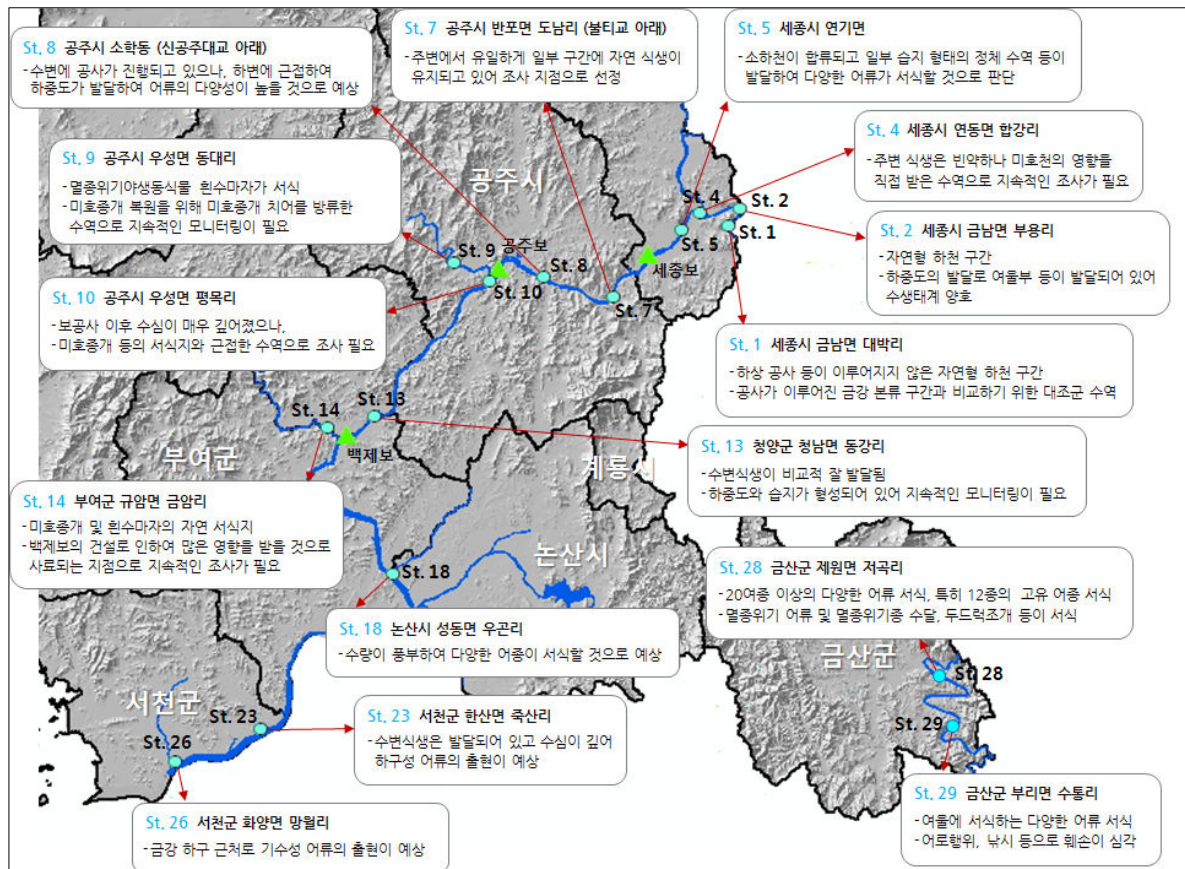 St. 8 공주시 소학동 (신공주대교 아래)
-수변에 공사가 진행되고 있으나, 하변에 근접하여
하중도가 발달하여 어류의 다양성이 높을 것으로 예상
St. 7 공주시 반포면 도남리 (불티교 아래)
-주변에서 유일하게 일부 구간에 자연 식생이
유지되고 있어 조사 지점으로 선정
St. 5 세종시 연기면
-소하천이 합류되고 일부 습지 형태의 정체 수역 등이
발달하여 다양한 어류가 서식할 것으로 판단
St. 4 세종시 연동면 합강리
-주변 식생은 빈약하나 미호천의 영향을
직접 받은 수역으로 지속적인 조사가 필요
St. 9 공주시 우성면 동대리
-멸종위기야생동식물 흰수마자가 서식
-미호종개 복원을 위해 미호종개 치어를 방류한
수역으로 지속적인 모니터링이 필요
공주시
St. 4
St. 2
St. 5
St. 1
St. 2 세종시 금남면 부용리
-자연형 하천 구간
-하중도의 발달로 여울부 등이 발달되어 있어
수생태계 양호
St. 9
공주보
St. 8
세종보
St. 10
St. 7
St. 10 공주시 우성면 평목리
-보공사 이후 수심이 매우 깊어졌으나,
-미호종개 등의 서식지와 근접한 수역으로 조사 필요
St. 1 세종시 금남면 대박리
-하상 공사 등이 이루어지지 않은 자연형 하천 구간
-공사가 이루어진 금강 본류 구간과 비교하기 위한 대조군 수역
St. 13
St. 14
백제보
부여군
계룡시
St. 13 청양군 청남면 동강리
-수변식생이 비교적 잘 발달됨
-하중도와 습지가 형성되어 있어 지속적인 모니터링이 필요
St. 14 부여군 규암면 금암리
-미호종개 및 흰수마자의 자연 서식지
-백제보의 건설로 인하여 많은 영향을 받을 것으로
사료되는 지점으로 지속적인 조사가 필요
논산시
St. 18
St. 28 금산군 제원면 저곡리
-20여종 이상의 다양한 어류 서식, 특히 12종의 고유 어종 서식
-멸종위기 어류 및 멸종위기종 수달, 두드럭조개 등이 서식
St. 18 논산시 성동면 우곤리
-수량이 풍부하여 다양한 어종이 서식할 것으로 예상
금산군
St. 28
서천군
St. 23
St. 26
St. 23 서천군 한산면 죽산리
-수변식생은 발달되어 있고 수심이 깊어
하구성 어류의 출현이 예상
St. 29
St. 29 금산군 부리면 수통리
-여울에 서식하는 다양한 어류 서식
-어로행위, 낚시 등으로 훼손이 심각
St. 26 서천군 화양면 망월리
-금강 하구 근처로 기수성 어류의 출현이 예상